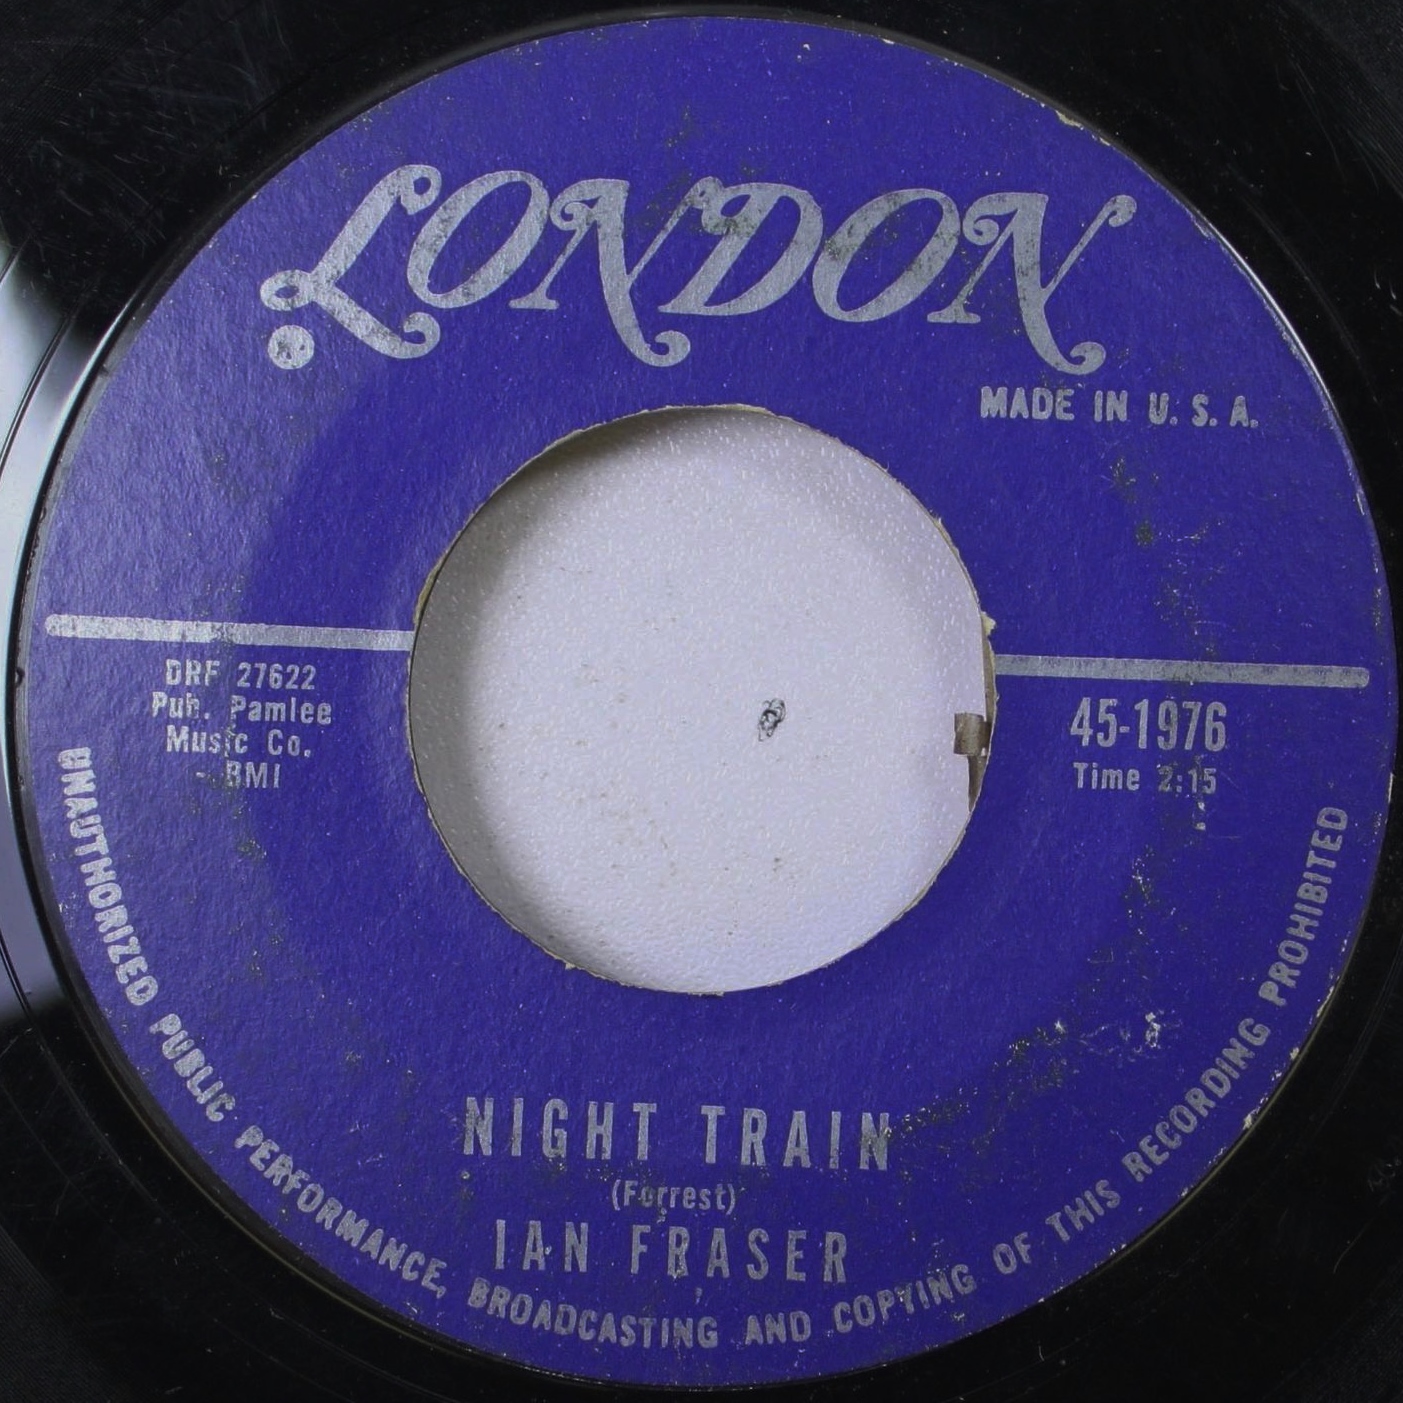 LONDON
MADE IN U.S.A.
DRF 27622
Pub. Pamlee
Music Co.
- BMI
45-1976
Time 2:15
NIGHT TRAIN
(Forrest)
IAN FRASER
UNAUTHORIZED PUBLIC PERFORMANCE, BROADCASTING AND COPYING OF THIS RECORDING PROHIBITED